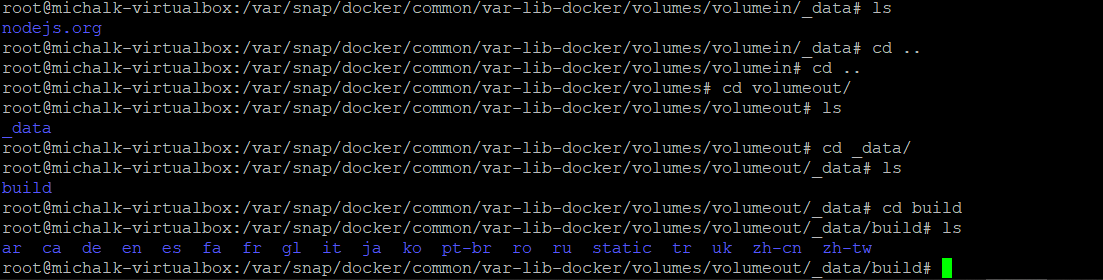 root@michalk-virtualbox:/var/snap/docker/common/var-lib-docker/volumes/volumein/_data# ls
nodejs.org
root@michalk-virtualbox:/var/snap/docker/common/var-lib-docker/volumes/volumein/_data# cd ..
root@michalk-virtualbox:/var/snap/docker/common/var-lib-docker/volumes/volumein# cd ..
root@michalk-virtualbox:/var/snap/docker/common/var-lib-docker/volumes# cd volumeout/
root@michalk-virtualbox:/var/snap/docker/common/var-lib-docker/volumes/volumeout# ls
_data
root@michalk-virtualbox:/var/snap/docker/common/var-lib-docker/volumes/volumeout# cd _data/
root@michalk-virtualbox:/var/snap/docker/common/var-lib-docker/volumes/volumeout/_data# ls
build
root@michalk-virtualbox:/var/snap/docker/common/var-lib-docker/volumes/volumeout/_data# cd build
root@michalk-virtualbox:/var/snap/docker/common/var-lib-docker/volumes/volumeout/_data/build# ls
ar  ca  de  en  es  fa  fr  gl  it  ja  ko  pt-br  ro  ru  static  tr  uk  zh-cn  zh-tw
root@michalk-virtualbox:/var/snap/docker/common/var-lib-docker/volumes/volumeout/_data/build#